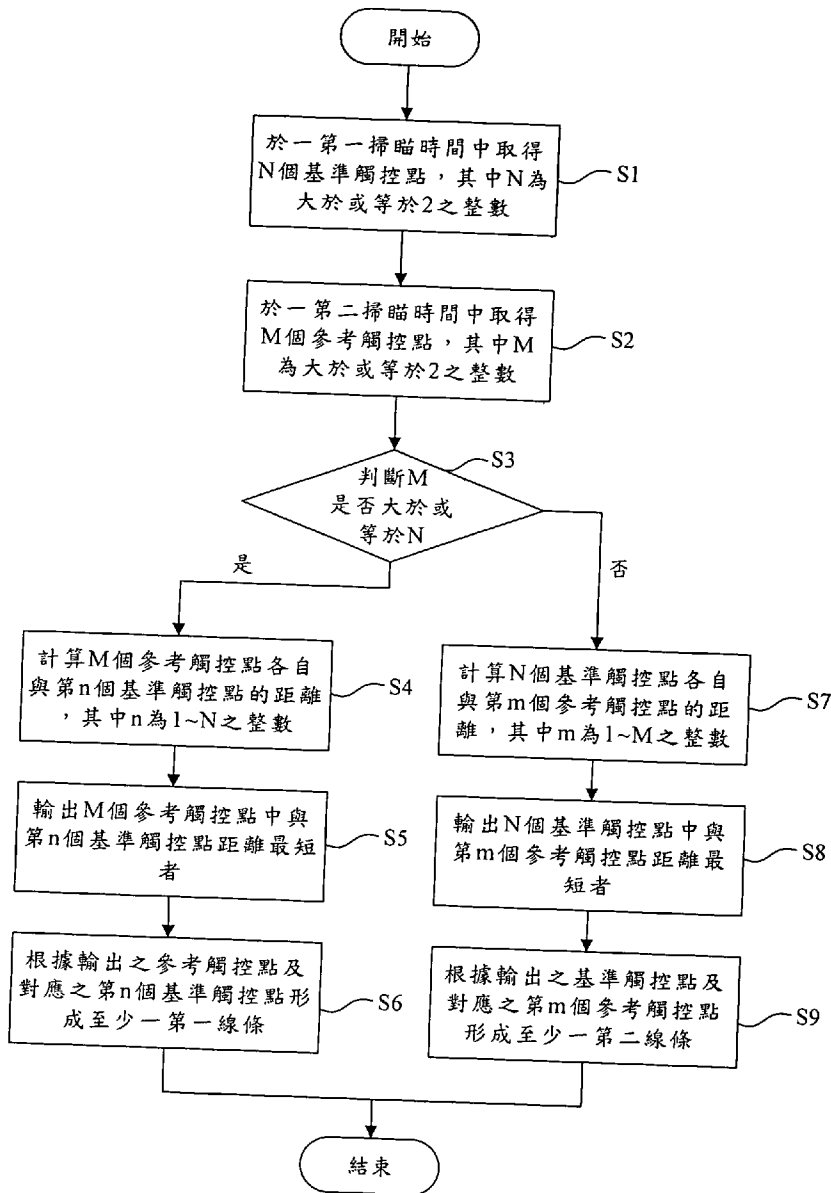 開始
於一第一掃瞄時間中取得
N個基準觸控點，其中N為
大於或等於2之整數
S1
於一第二掃瞄時間中取得
M個參考觸控點，其中M
為大於或等於2之整數
S2
S3
判斷M
是否大於或
等於N
是
否
計算M個參考觸控點各自
與第n個基準觸控點的距離
，其中n為1~N之整數
S4
輸出M個參考觸控點中與
第n個基準觸控點距離最短
者
S5
根據輸出之參考觸控點及
對應之第n個基準觸控點形
成至少一第一線條
S6
計算N個基準觸控點各自
與第m個參考觸控點的距
離，其中m為1~M之整數
S7
輸出N個基準觸控點中與
第m個參考觸控點距離最
短者
S8
根據輸出之基準觸控點及
對應之第m個參考觸控點
形成至少一第二線條
S9
結束